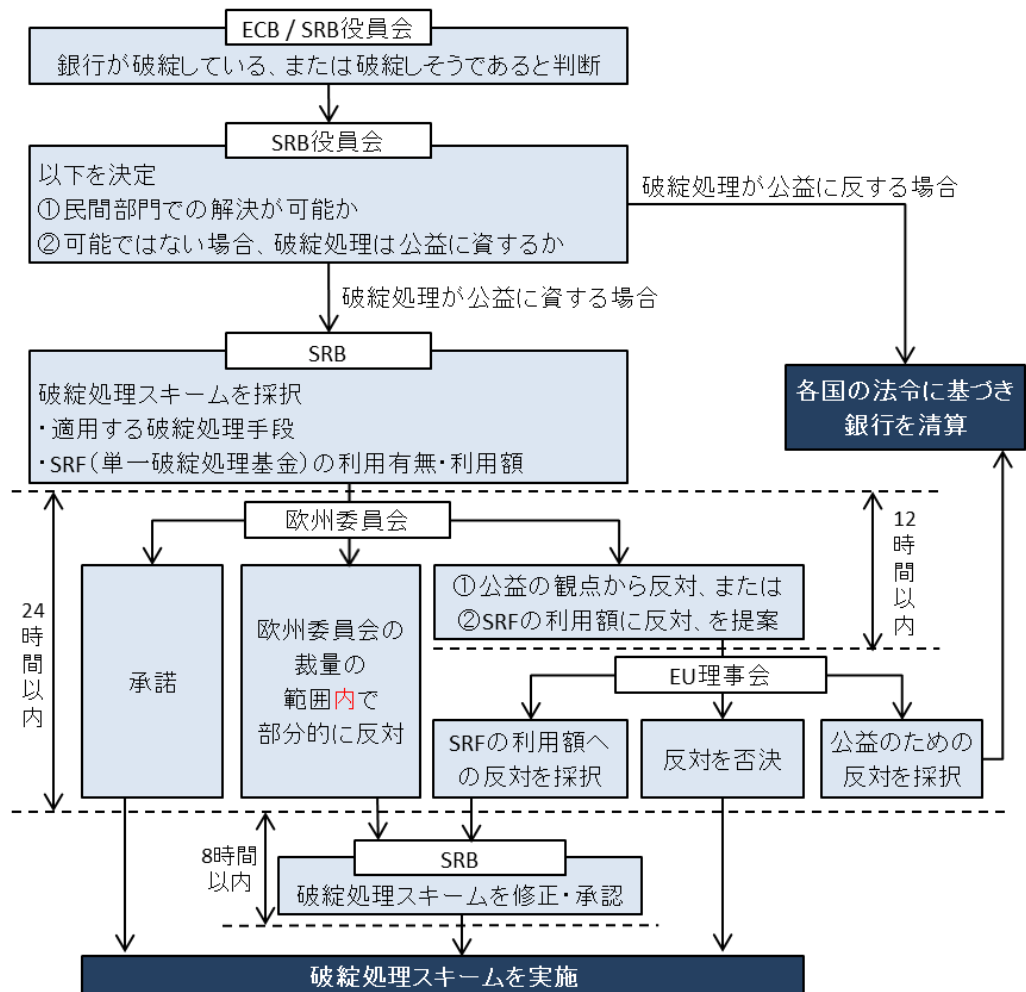 ECB / SRB役員会
銀行が破綻している、または破綻しそうであると判断
SRB役員会
以下を決定
①民間部門での解決が可能か
②可能ではない場合、破綻処理は公益に資するか
破綻処理が公益に反する場合
破綻処理が公益に資する場合
SRB
破綻処理スキームを採択
・適用する破綻処理手段
・SRF(単一破綻処理基金)の利用有無・利用額
各国の法令に基づき
銀行を清算
24
時
間
以
内
12
時
間
以
内
欧州委員会
承諾
欧州委員会の
裁量の
範囲内で
部分的に反対
①公益の観点から反対、または
②SRFの利用額に反対、を提案
EU理事会
SRFの利用額へ
の反対を採択
反対を否決
公益のための
反対を採択
8時間
以内
SRB
破綻処理スキームを修正・承認
破綻処理スキームを実施